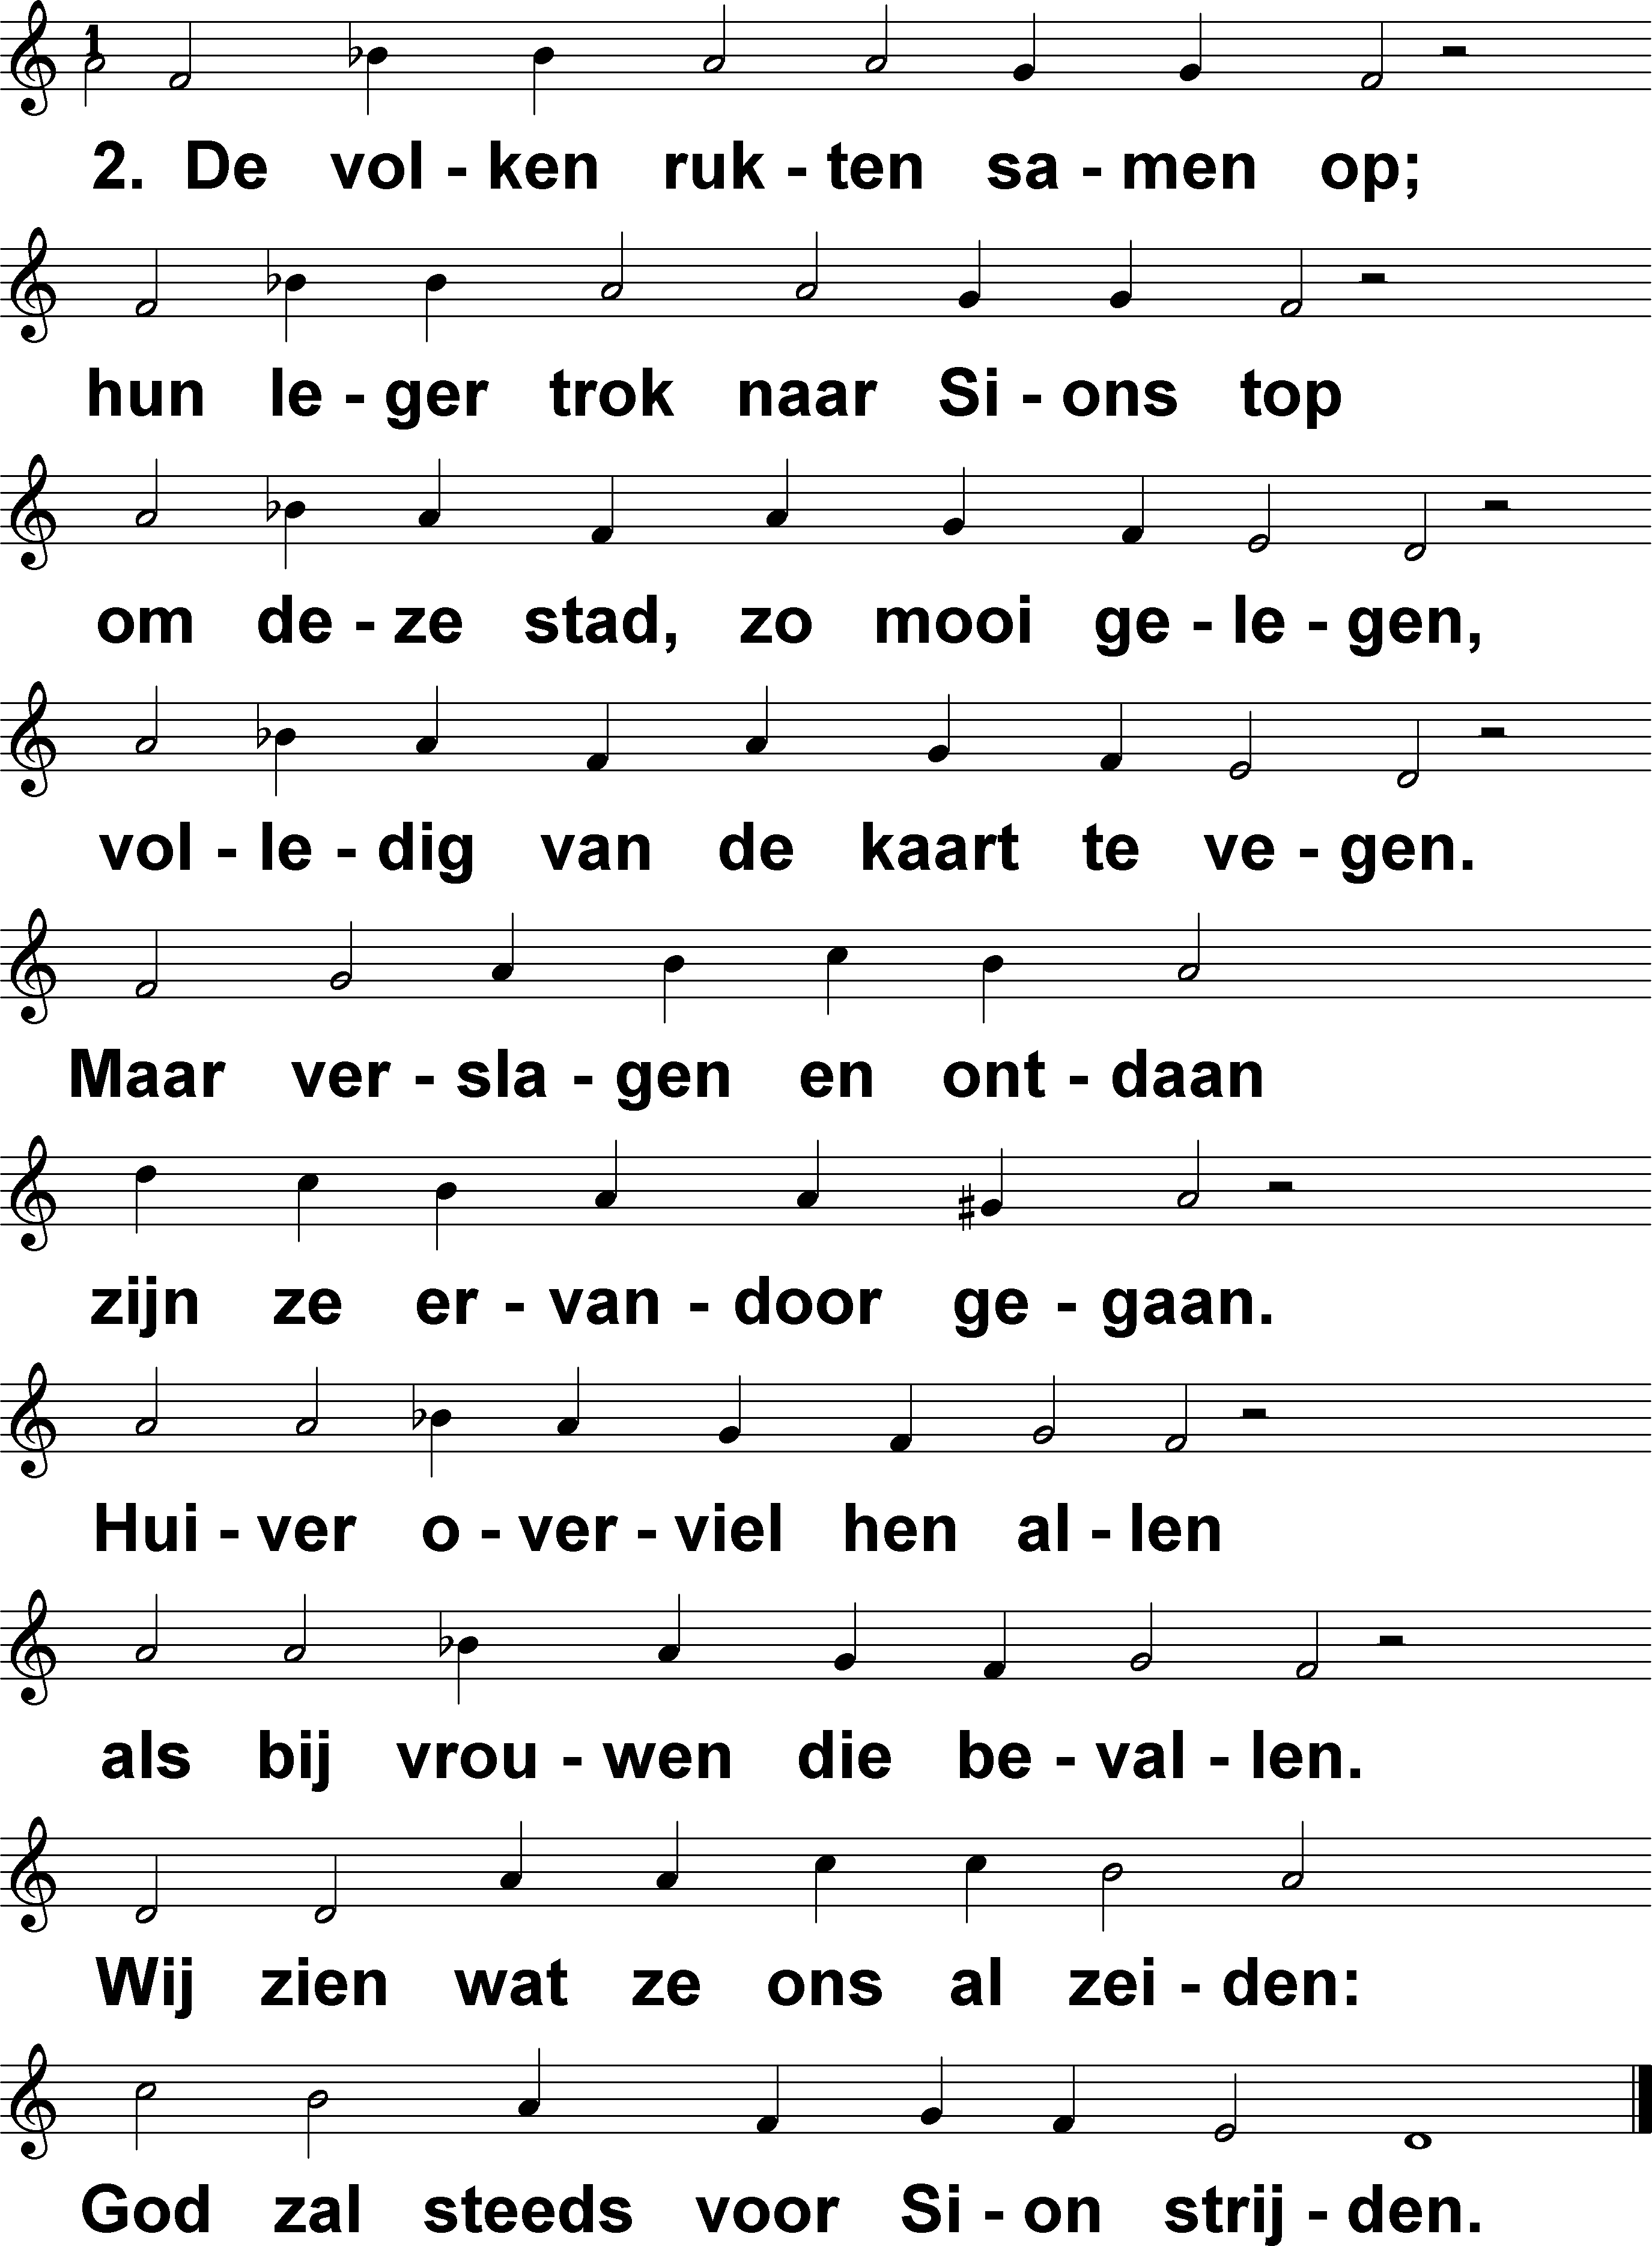 1
2. De vol - ken ruk - ten sa - men op;
hun le - ger trok naar Si - ons top
om de - ze stad, zo mooi ge - le - gen,
vol - le - dig van de kaart te ve - gen.
Maar ver - sla - gen en ont - daan
zijn ze er - van - door ge - gaan.
Hui - ver o - ver - viel hen al - len
als bij vrou - wen die be - val - len.
Wij zien wat ze ons al zei - den:
God zal steeds voor Si - on strij - den.